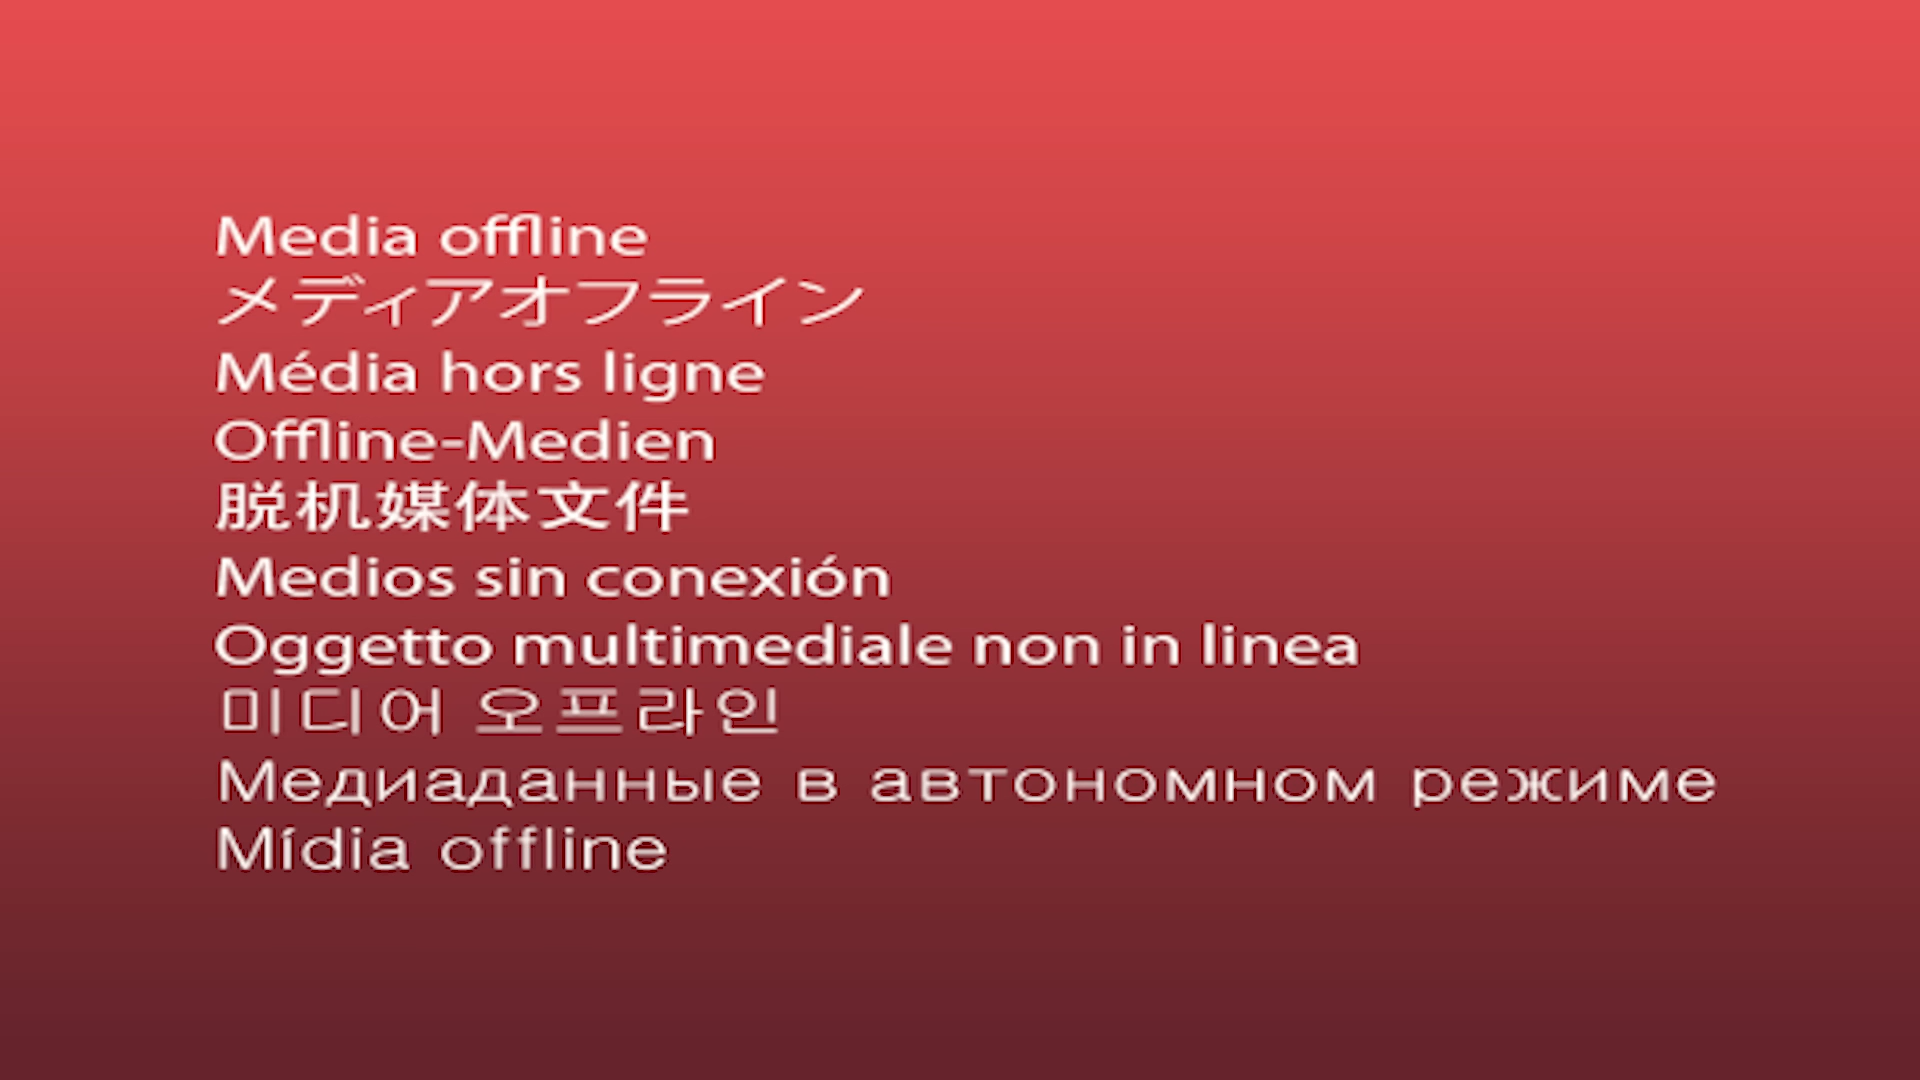 Media offline
メディアオフライン
Média hors ligne
Offline-Medien
脱机媒体文件
Medios sin conexión
Oggetto multimediale non in linea
미디어 오프라인
Медиаданные в автономном режиме
Mídia offline